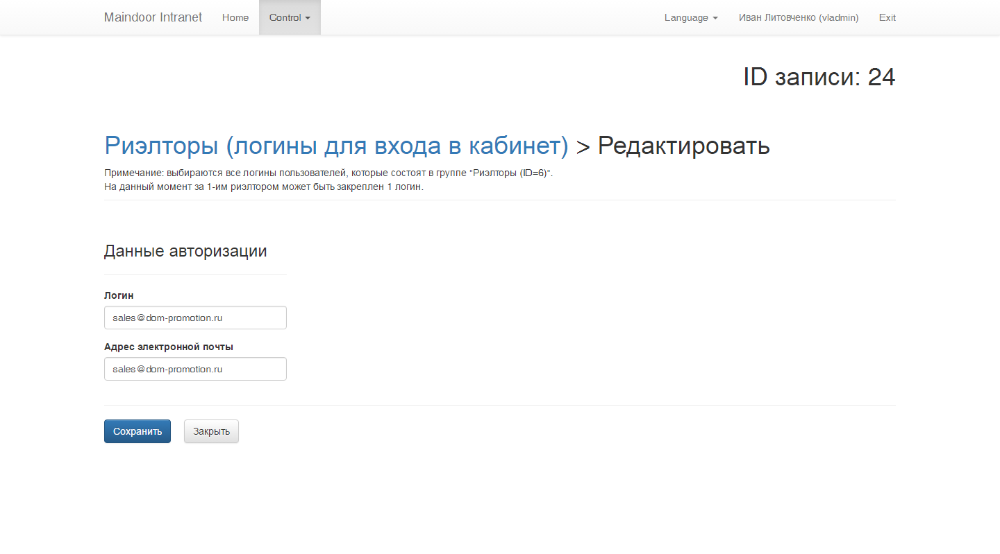 Maindoor Intranet Home Control Language Иван Литовченко (vladmin) Exit
ID записи: 24
Риэлторы (логины для входа в кабинет) > Редактировать
Примечание: выбираются все логины пользователей, которые состоят в группе "Риэлторы (ID=6)".
На данный момент за 1-им риэлтором может быть закреплен 1 логин.
Данные авторизации
Логин
sales@dom-promotion.ru
Адрес электронной почты
sales@dom-promotion.ru
Сохранить Закрыть